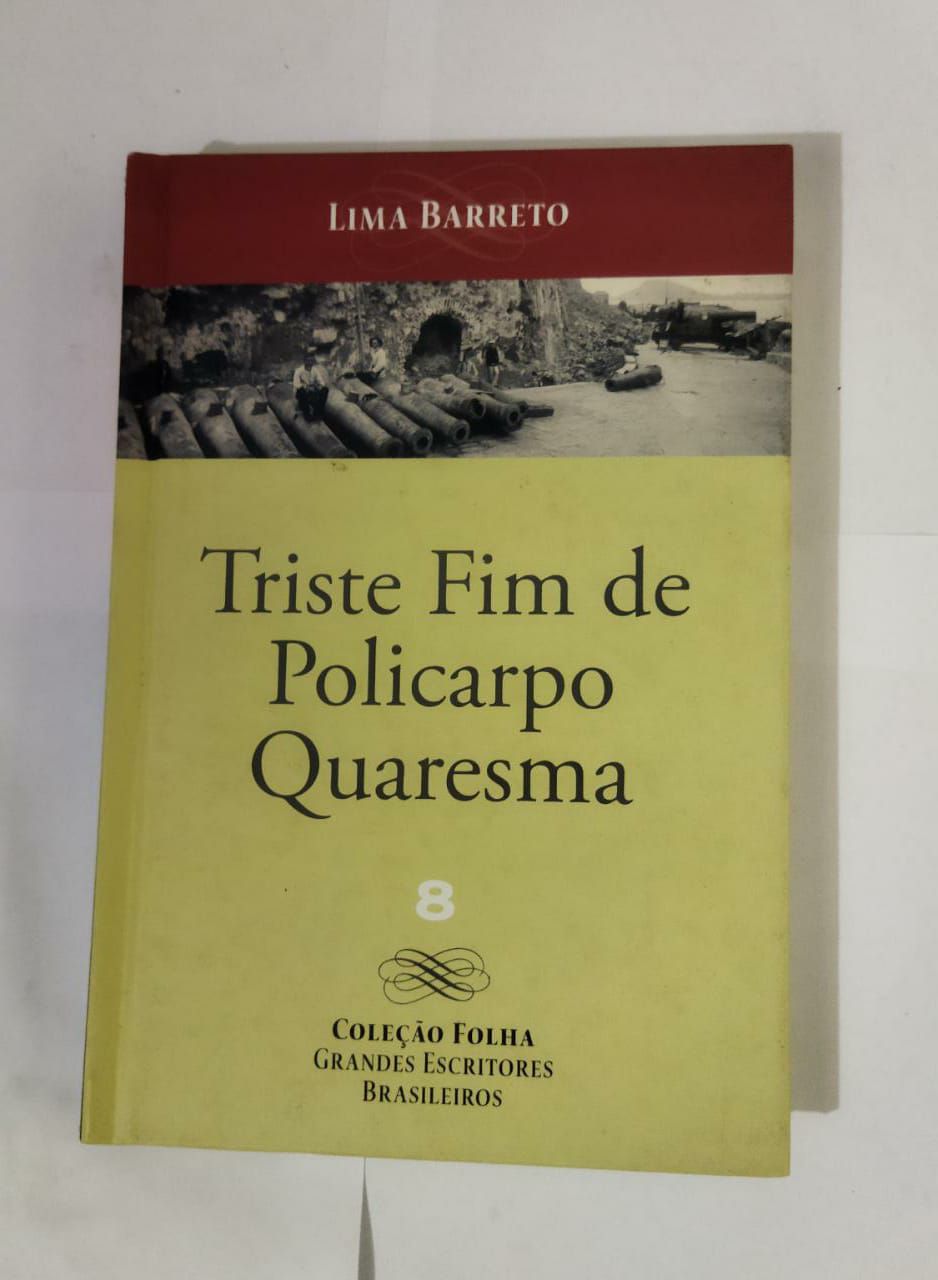 LIMA BARRETO
Triste Fim de
Policarpo
Quaresma
8
COLEÇÃO FOLHA
GRANDES ESCRITORES
BRASILEIROS